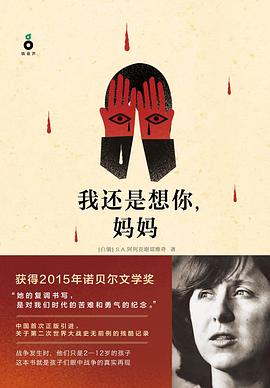 我还是想你，
妈妈
[白俄] S.A.阿列克谢耶维奇 著
获得2015年诺贝尔文学奖
“她的复调书写，
是对我们时代的苦难和勇气的纪念。”
中国首次正版引进，
关于第二次世界大战史无前例的残酷记录
战争发生时，他们只是2—12岁的孩子
这本书就是孩子们眼中战争的真实再现